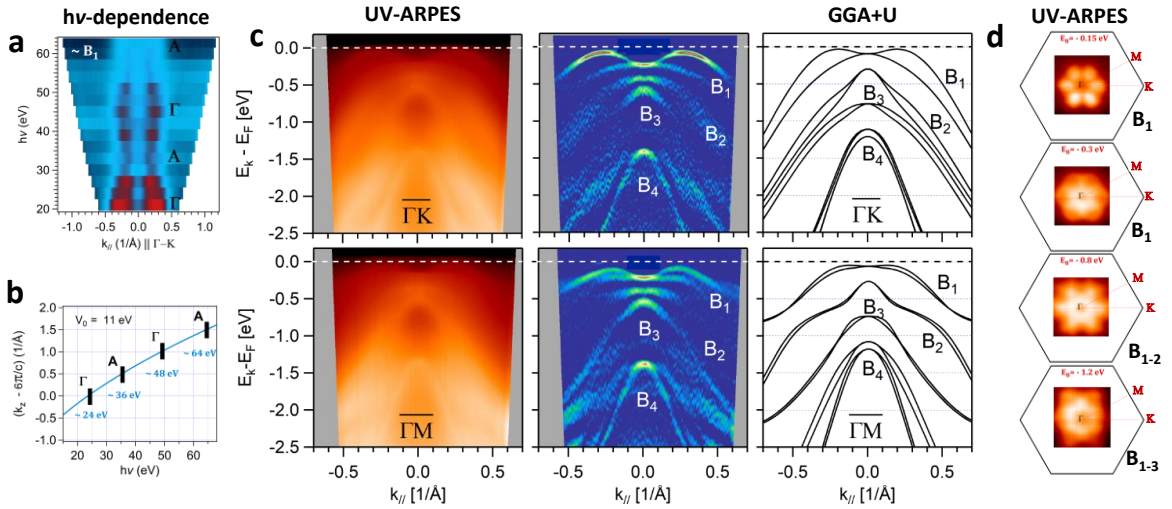 hν-dependence
UV-ARPES
GGA+U
UV-ARPES
a
~ B1
A
Γ
A
Γ
hν (eV)
60
50
40
30
20
-1.0
-0.5
0.0
0.5
1.0
k// (1/Å) || Γ−K
b
V0 = 11 eV
Γ
A
Γ
A
~ 24 eV
~ 36 eV
~ 48 eV
~ 64 eV
(kz - 6π/c) (1/Å)
2.0
1.5
1.0
0.5
0.0
-0.5
-1.0
20
30
40
50
60
hν (eV)
c
Ek - EF [eV]
0.0
-0.5
-1.0
-1.5
-2.0
-2.5
ΓK
B1
B2
B3
B4
ΓK
B1
B2
B3
B4
ΓK
Ek-EF [eV]
0.0
-0.5
-1.0
-1.5
-2.0
-2.5
ΓM
B1
B2
B3
B4
ΓM
B1
B2
B3
B4
ΓM
-0.5
0.0
0.5
k// [1/Å]
-0.5
0.0
0.5
k// [1/Å]
-0.5
0.0
0.5
k// [1/Å]
d
EB= - 0.15 eV
Γ
M
K
B1
EB= - 0.3 eV
Γ
M
K
B1
EB= - 0.8 eV
Γ
M
K
B1-2
EB= - 1.2 eV
Γ
M
K
B1-3